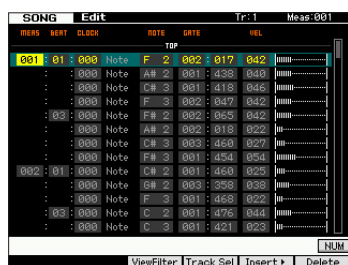 SONG Edit Tr:1 Meas:001
MEAS BEAT CLOCK NOTE GATE VEL
TOP
001 : 01 : 000 Note F 2 002 : 017 042
: : 000 Note A# 2 001 : 438 040
: : 000 Note C# 3 001 : 418 046
: : 000 Note F 3 002 : 047 042
: 03 : 000 Note F# 2 002 : 065 042
: : 000 Note A# 2 002 : 018 022
: : 000 Note C# 3 003 : 460 027
: : 000 Note F# 3 001 : 454 054
002 : 01 : 000 Note C# 3 001 : 460 025
: : 000 Note G# 2 003 : 358 038
: : 000 Note F 3 001 : 468 022
: 03 : 000 Note C 2 001 : 476 044
: : 000 Note C 3 001 : 421 023
NUM
ViewFilter Track Sel Insert Delete